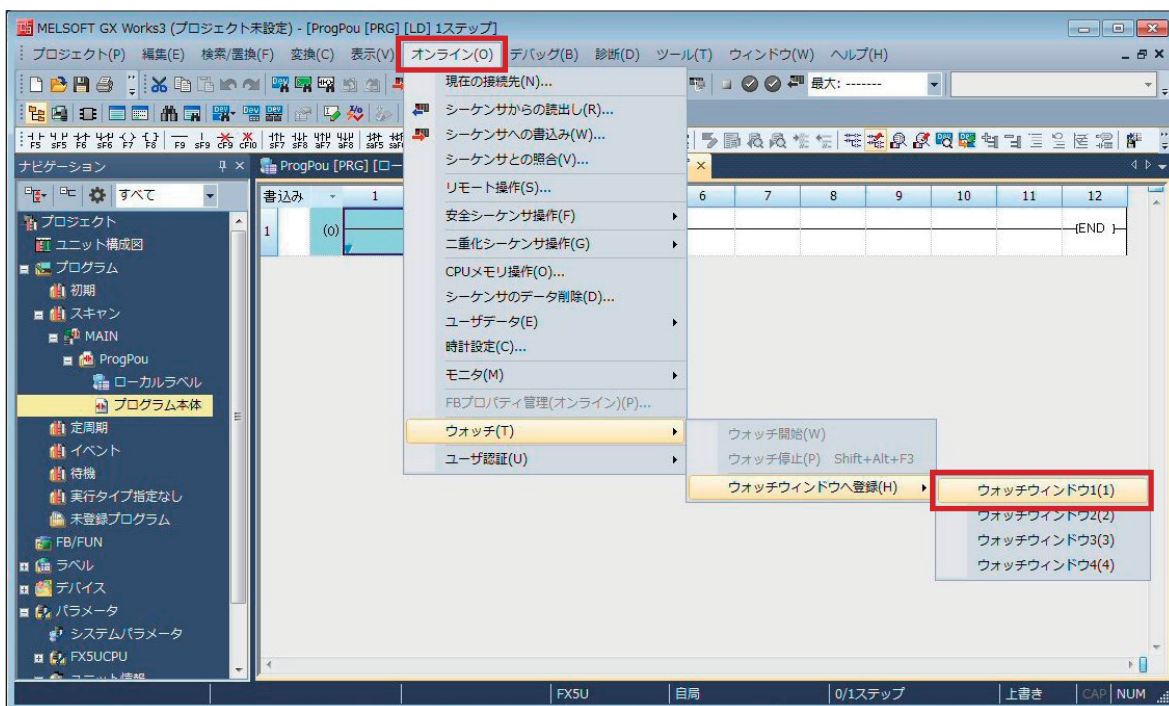 MELSOFT GX Works3 (プロジェクト未設定) - [ProgPou [PRG] [LD] 1ステップ]
プロジェクト(P) 編集(E) 検索/置換(F) 変換(C) 表示(V) オンライン(O) デバッグ(B) 診断(D) ツール(T) ウィンドウ(W) ヘルプ(H)
最大: -------
現在の接続先(N)...
シーケンサからの読出し(R)...
シーケンサへの書込み(W)...
シーケンサとの照合(V)...
リモート操作(S)...
安全シーケンサ操作(F)
二重化シーケンサ操作(G)
CPUメモリ操作(O)...
シーケンサのデータ削除(D)...
ユーザデータ(E)
時計設定(C)...
モニタ(M)
FBプロパティ管理(オンライン)(P)...
ウォッチ(T)
ユーザ認証(U)
ウォッチ開始(W)
ウォッチ停止(P) Shift+Alt+F3
ウォッチウィンドウへ登録(H)
ウォッチウィンドウ1(1)
ウォッチウィンドウ2(2)
ウォッチウィンドウ3(3)
ウォッチウィンドウ4(4)
F5 sF5 F6 sF6 F7 F8 F9 sF9 cF9 cF10 sF7 sF8 aF7 aF8 saF5
ナビゲーション
すべて
プロジェクト
ユニット構成図
プログラム
初期
スキャン
MAIN
ProgPou
ローカルラベル
プログラム本体
定周期
イベント
待機
実行タイプ指定なし
未登録プログラム
FB/FUN
ラベル
デバイス
パラメータ
システムパラメータ
FX5UCPU
ProgPou [PRG] [ロー
書込み 1 6 7 8 9 10 11 12
1 (0) [END ]
FX5U 自局 0/1ステップ 上書き CAP NUM